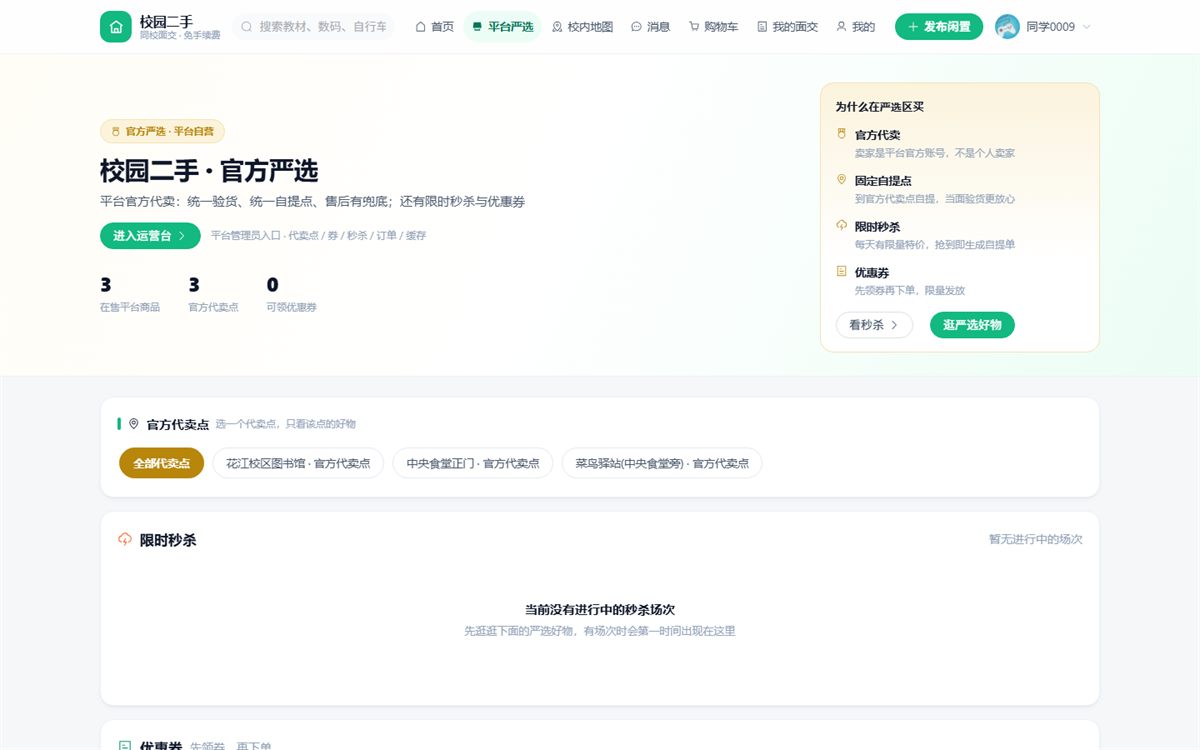 校园二手
同校面交 · 免手续费
搜索教材、数码、自行车
首页
平台严选
校内地图
消息
购物车
我的面交
我的
发布闲置
同学0009
官方严选 · 平台自营
校园二手 · 官方严选
平台官方代卖：统一验货、统一自提点、售后有兜底；还有限时秒杀与优惠券
进入运营台
平台管理员入口 · 代卖点 / 券 / 秒杀 / 订单 / 缓存
3
在售平台商品
3
官方代卖点
0
可领优惠券
为什么在严选区买
官方代卖
卖家是平台官方账号，不是个人卖家
固定自提点
到官方代卖点自提，当面验货更放心
限时秒杀
每天有限量特价，抢到即生成自提单
优惠券
先领券再下单，限量发放
看秒杀
逛严选好物
官方代卖点 选一个代卖点，只看该点的好物
全部代卖点
花江校区图书馆 · 官方代卖点
中央食堂正门 · 官方代卖点
菜鸟驿站(中央食堂旁) · 官方代卖点
限时秒杀
暂无进行中的场次
当前没有进行中的秒杀场次
先逛逛下面的严选好物，有场次时会第一时间出现在这里
优惠券 先领券，再下单